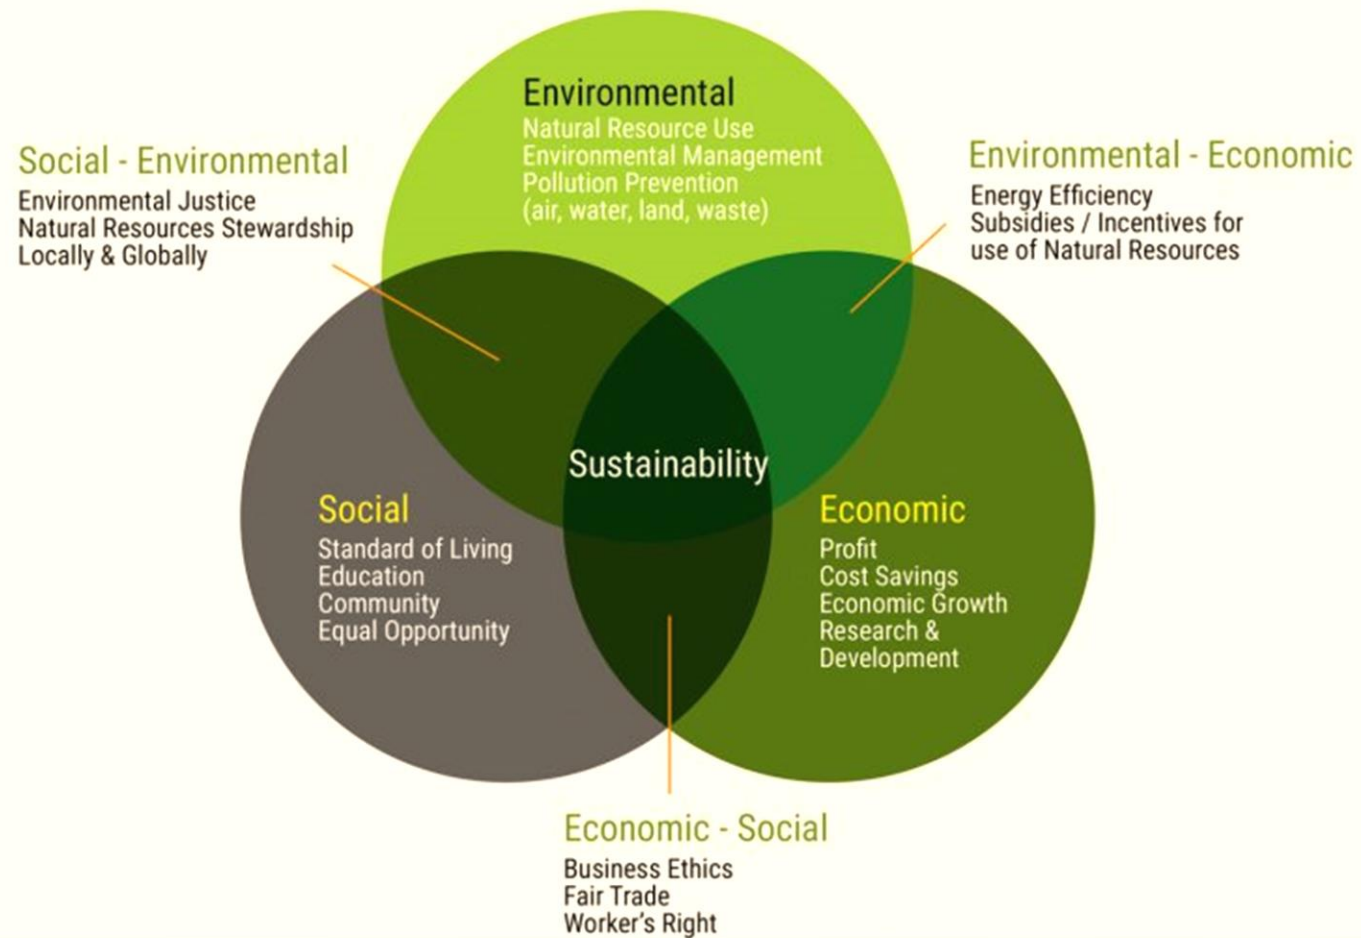 Environmental
Natural Resource Use
Environmental Management
Pollution Prevention
(air, water, land, waste)
Social - Environmental
Environmental Justice
Natural Resources Stewardship
Locally & Globally
Environmental - Economic
Energy Efficiency
Subsidies / Incentives for
use of Natural Resources
Sustainability
Social
Standard of Living
Education
Community
Equal Opportunity
Economic
Profit
Cost Savings
Economic Growth
Research &
Development
Economic - Social
Business Ethics
Fair Trade
Worker's Right